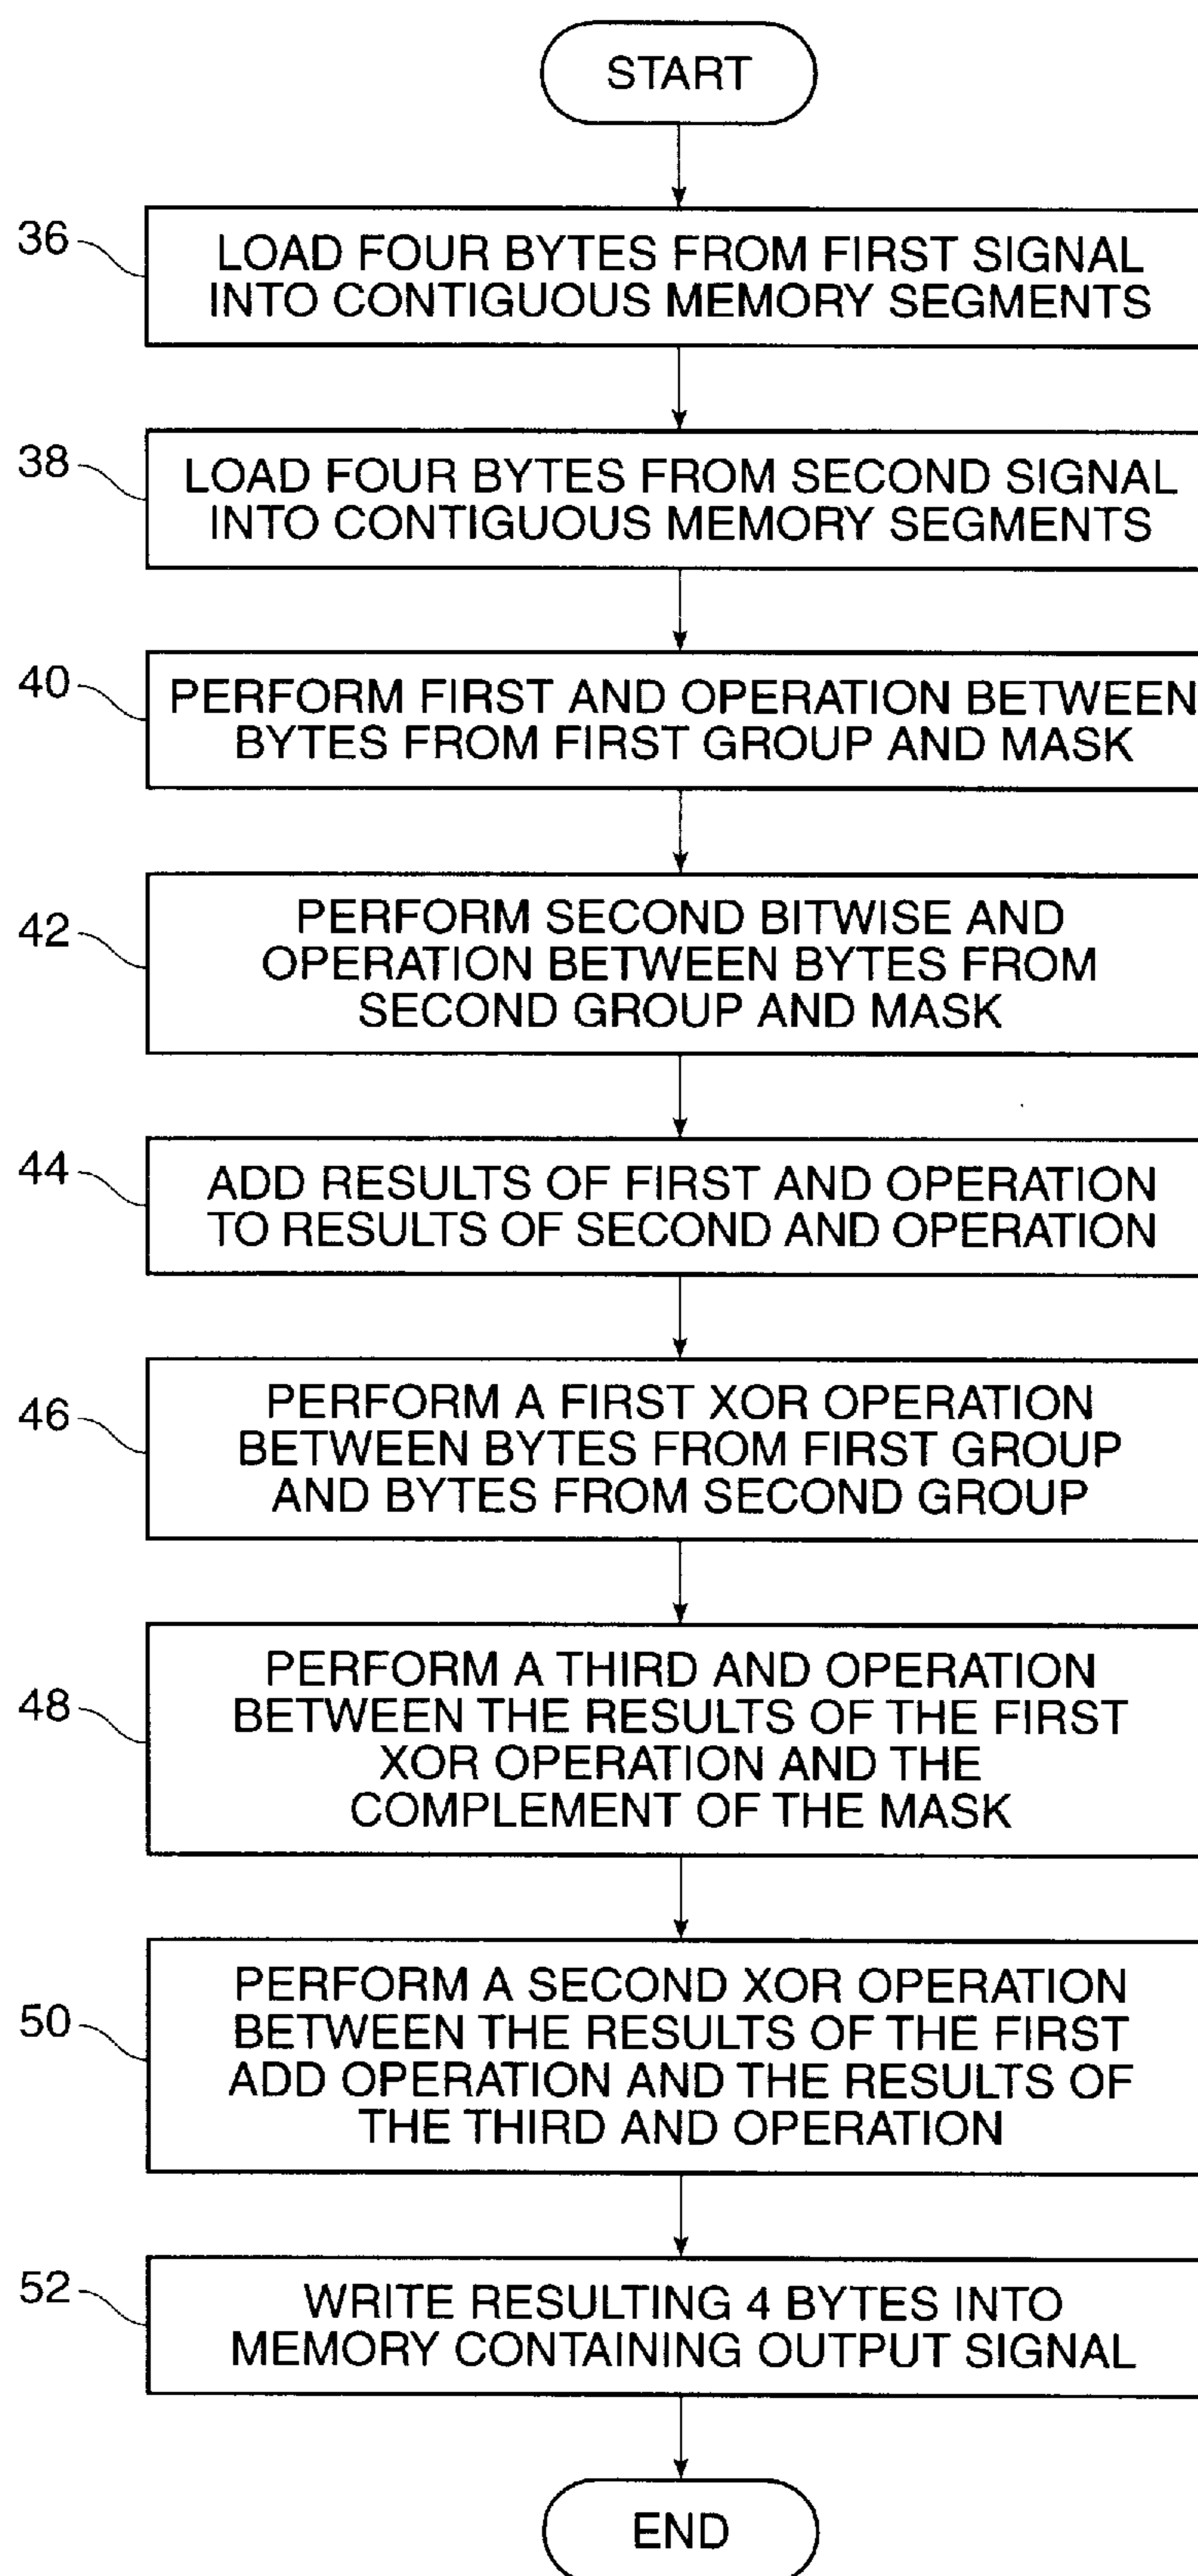 START
36
LOAD FOUR BYTES FROM FIRST SIGNAL
INTO CONTIGUOUS MEMORY SEGMENTS
38
LOAD FOUR BYTES FROM SECOND SIGNAL
INTO CONTIGUOUS MEMORY SEGMENTS
40
PERFORM FIRST AND OPERATION BETWEEN
BYTES FROM FIRST GROUP AND MASK
42
PERFORM SECOND BITWISE AND
OPERATION BETWEEN BYTES FROM
SECOND GROUP AND MASK
44
ADD RESULTS OF FIRST AND OPERATION
TO RESULTS OF SECOND AND OPERATION
46
PERFORM A FIRST XOR OPERATION
BETWEEN BYTES FROM FIRST GROUP
AND BYTES FROM SECOND GROUP
48
PERFORM A THIRD AND OPERATION
BETWEEN THE RESULTS OF THE FIRST
XOR OPERATION AND THE
COMPLEMENT OF THE MASK
50
PERFORM A SECOND XOR OPERATION
BETWEEN THE RESULTS OF THE FIRST
ADD OPERATION AND THE RESULTS OF
THE THIRD AND OPERATION
52
WRITE RESULTING 4 BYTES INTO
MEMORY CONTAINING OUTPUT SIGNAL
END